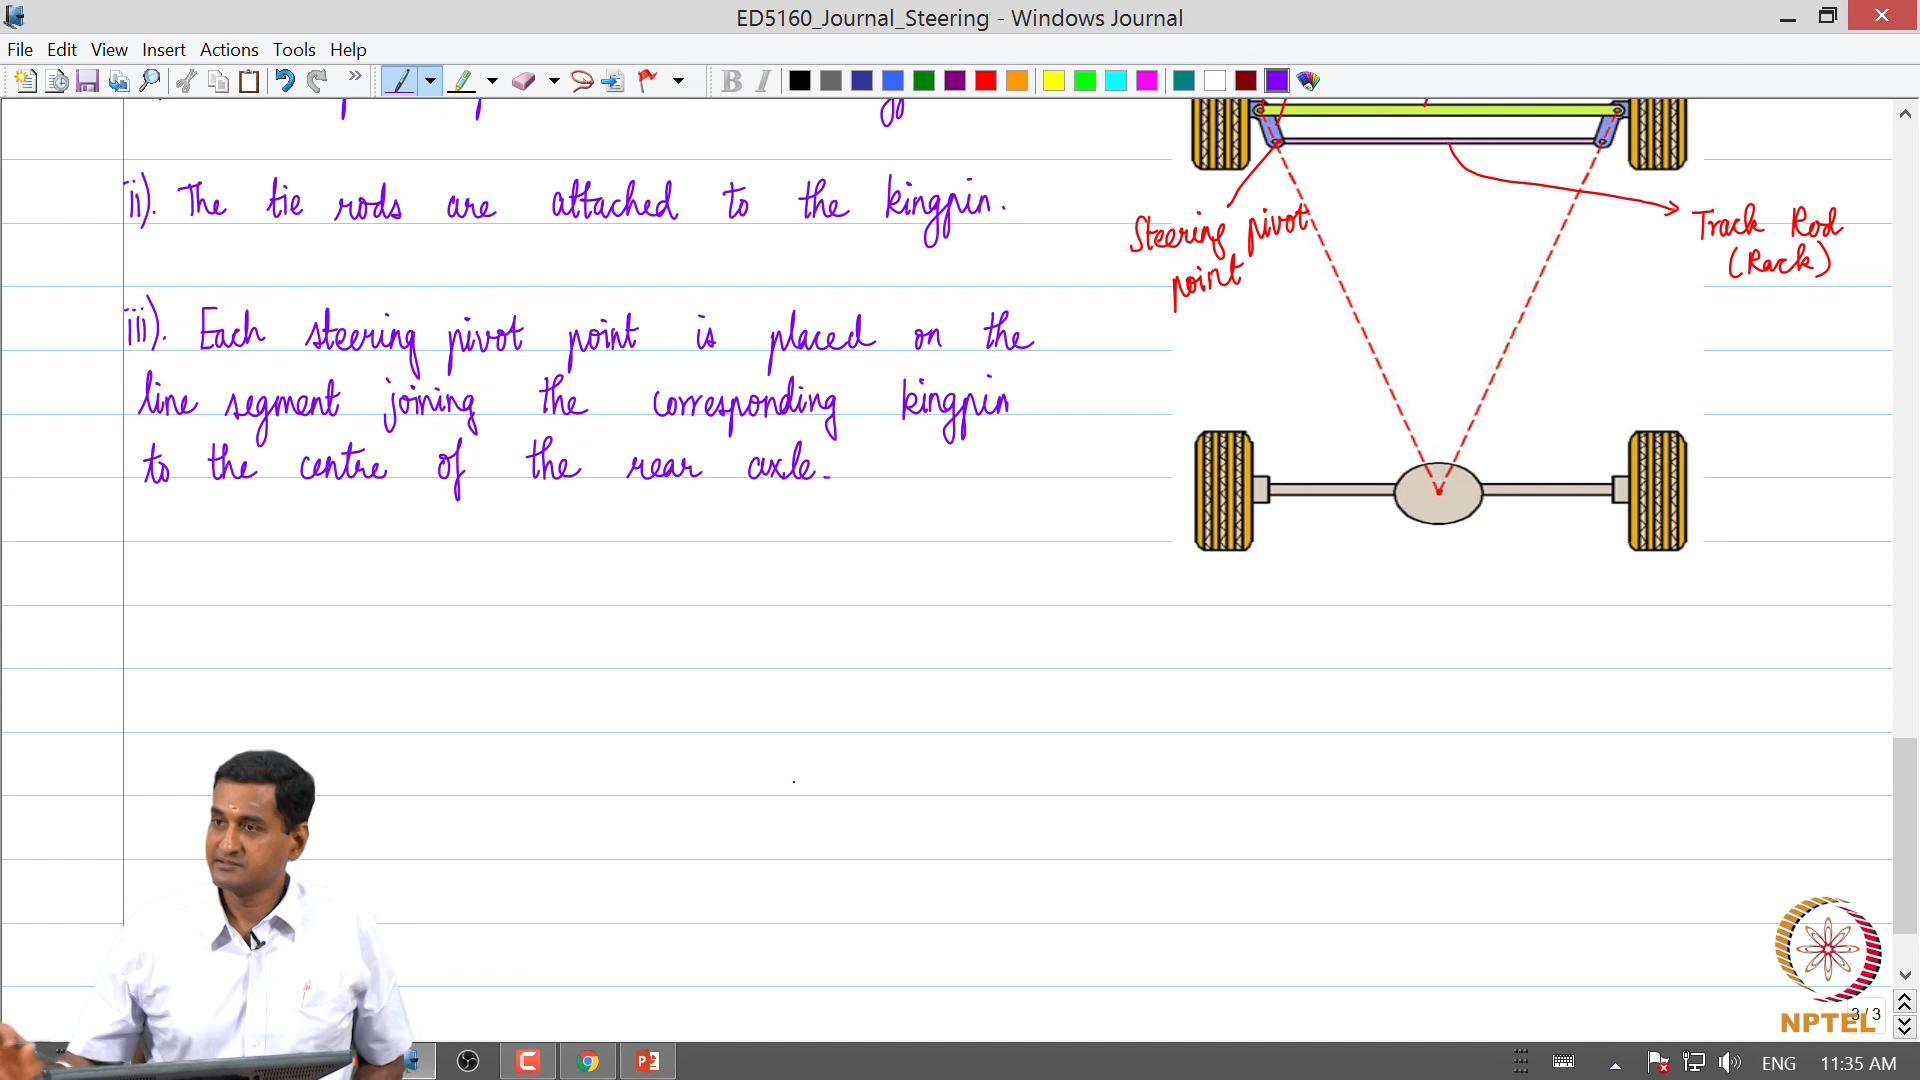 ED5160_Journal_Steering - Windows Journal
File Edit View Insert Actions Tools Help
B I
ii). The tie rods are attached to the kingpin.
iii). Each steering pivot point is placed on the
line segment joining the corresponding kingpin
to the centre of the rear axle.
Steering pivot
point
Track Rod
(Rack)
NPTEL
3 / 3
ENG 11:35 AM